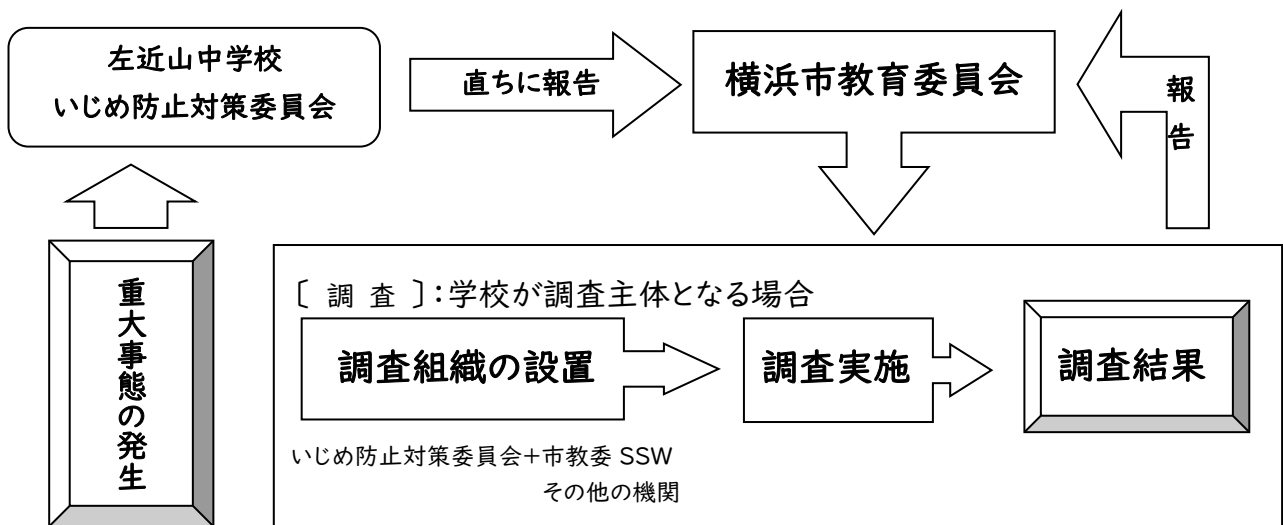 左近山中学校
いじめ防止対策委員会
直ちに報告
横浜市教育委員会
報告
重大事態の発生
〔 調 査 〕：学校が調査主体となる場合
調査組織の設置
調査実施
調査結果
いじめ防止対策委員会＋市教委 SSW
その他の機関